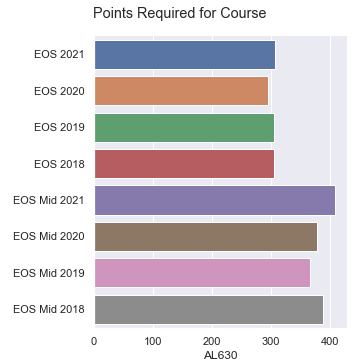 Points Required for Course
EOS 2021
EOS 2020
EOS 2019
EOS 2018
EOS Mid 2021
EOS Mid 2020
EOS Mid 2019
EOS Mid 2018
0 100 200 300 400
AL630